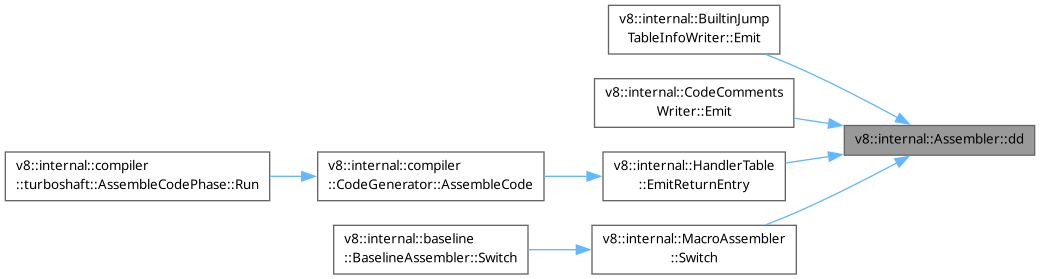 v8::internal::BuiltinJump
TableInfoWriter::Emit
v8::internal::CodeComments
Writer::Emit
v8::internal::Assembler::dd
v8::internal::compiler
::turboshaft::AssembleCodePhase::Run
v8::internal::compiler
::CodeGenerator::AssembleCode
v8::internal::HandlerTable
::EmitReturnEntry
v8::internal::baseline
::BaselineAssembler::Switch
v8::internal::MacroAssembler
::Switch